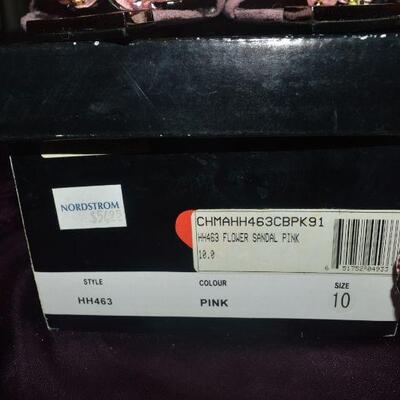 NORDSTROM
CHMAHH463CBPK91
HH463 FLOWER SANDAL PINK
10.0
STYLE COLOUR SIZE
HH463 PINK 10